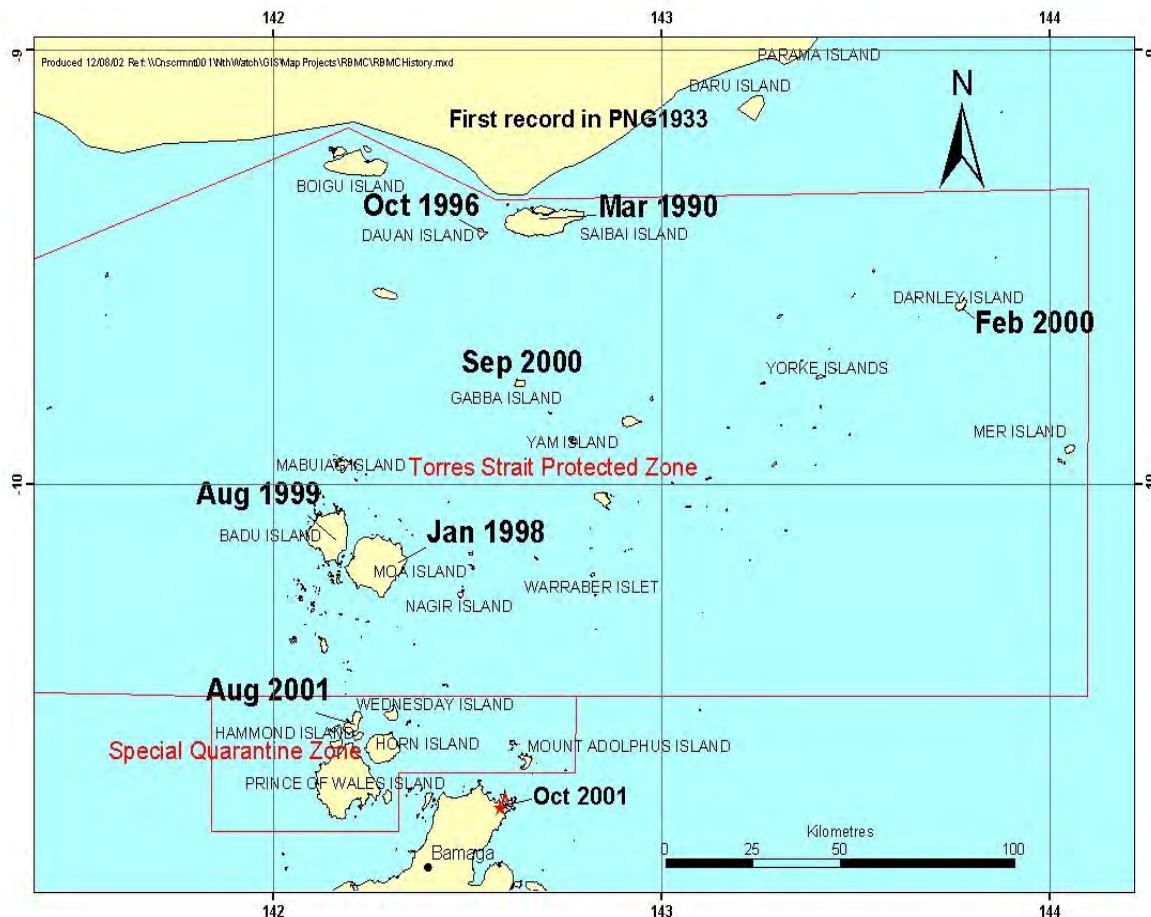 142
143
144
-9
Produced 12/08/02 Ref: \\Cnscrmnt001\NthWatch\GIS\Map Projects\RBMC\RBMCHistory.mxd
PARAMA ISLAND
DARU ISLAND
First record in PNG1933
N
BOIGU ISLAND
Oct 1996
Mar 1990
DAUAN ISLAND
SAIBAI ISLAND
DARNLEY ISLAND
Feb 2000
Sep 2000
YORKE ISLANDS
GABBA ISLAND
MER ISLAND
YAM ISLAND
MABUIAG ISLAND
Torres Strait Protected Zone
-10
Aug 1999
BADU ISLAND
Jan 1998
MOA ISLAND
WARRABER ISLET
NAGIR ISLAND
Aug 2001
WEDNESDAY ISLAND
HAMMOND ISLAND
HORN ISLAND
MOUNT ADOLPHUS ISLAND
Special Quarantine Zone
PRINCE OF WALES ISLAND
Oct 2001
Kilometres
0 25 50 100
Bamaga
142
143
144